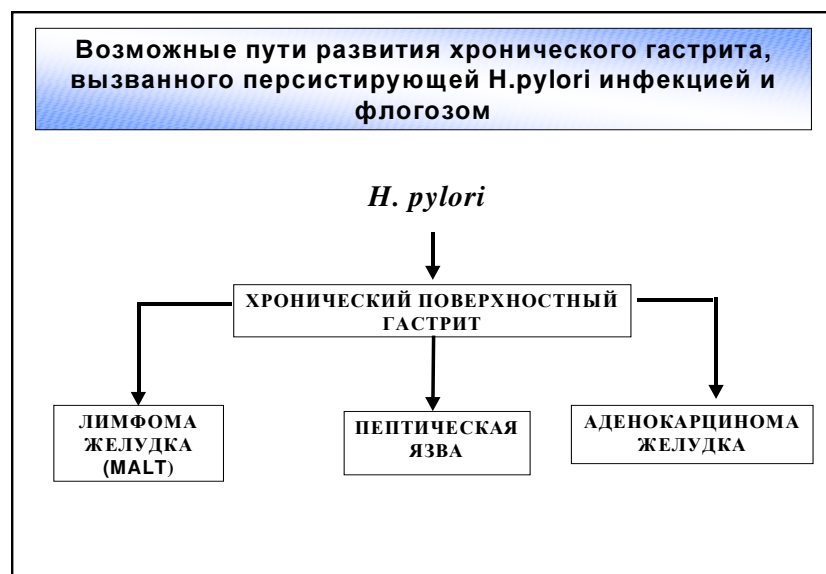 Возможные пути развития хронического гастрита,
вызванного персистирующей H.pylori инфекцией и
флогозом
H. pylori
ХРОНИЧЕСКИЙ ПОВЕРХНОСТНЫЙ
ГАСТРИТ
ЛИМФОМА
ЖЕЛУДКА
(MALT)
ПЕПТИЧЕСКАЯ
ЯЗВА
АДЕНОКАРЦИНОМА
ЖЕЛУДКА